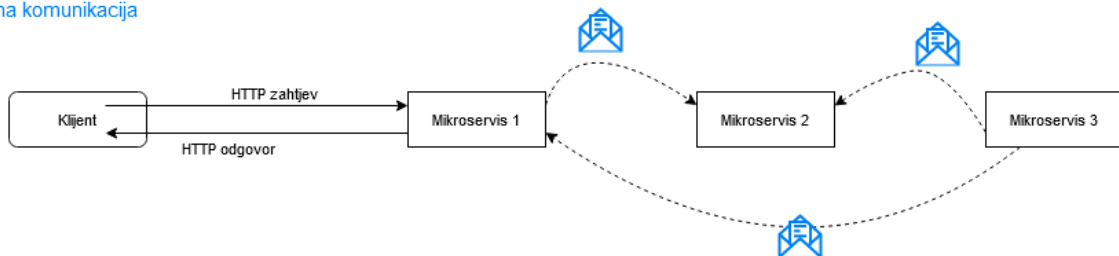 na komunikacija
HTTP zahtjev
Klijent
Mikroservis 1
Mikroservis 2
Mikroservis 3
HTTP odgovor